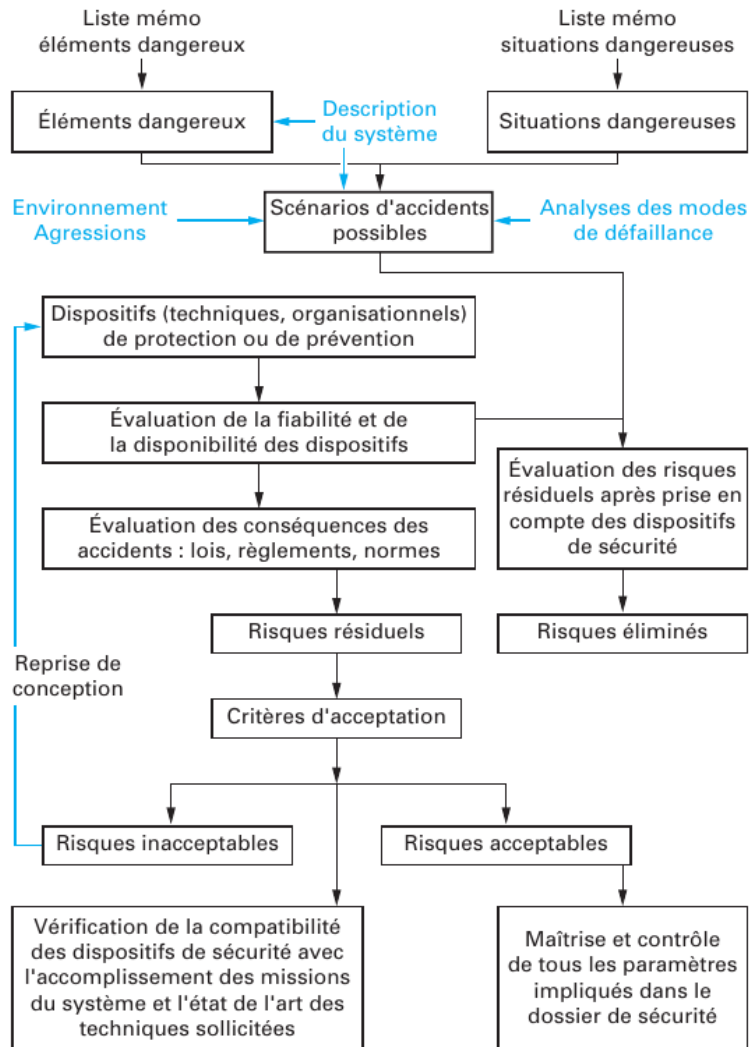 Liste mémo
éléments dangereux
Liste mémo
situations dangereuses
Éléments dangereux
Description
du système
Situations dangereuses
Environnement
Agressions
Scénarios d'accidents
possibles
Analyses des modes
de défaillance
Dispositifs (techniques, organisationnels)
de protection ou de prévention
Évaluation de la fiabilité et de
la disponibilité des dispositifs
Évaluation des risques
résiduels après prise en
compte des dispositifs
de sécurité
Évaluation des conséquences des
accidents : lois, règlements, normes
Risques résiduels
Risques éliminés
Reprise de
conception
Critères d'acceptation
Risques inacceptables
Risques acceptables
Vérification de la compatibilité
des dispositifs de sécurité avec
l'accomplissement des missions
du système et l'état de l'art des
techniques sollicitées
Maîtrise et contrôle
de tous les paramètres
impliqués dans le
dossier de sécurité